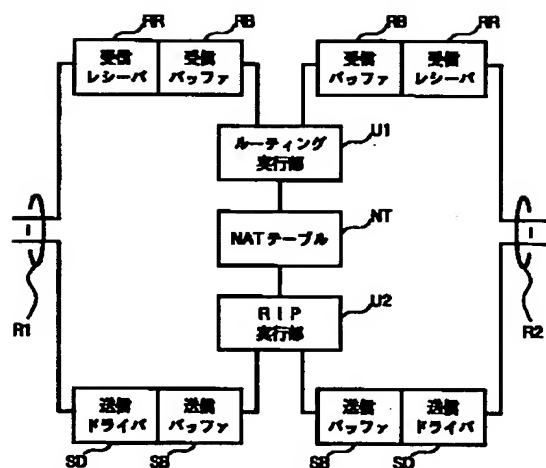 RR
RB
RB
RR
受信
レシーバ
受信
バッファ
受信
バッファ
受信
レシーバ
ルーティング
実行部
U1
NATテーブル
NT
RIP
実行部
U2
I
I
R1
R2
送信
ドライバ
送信
バッファ
送信
バッファ
送信
ドライバ
SD
SB
SB
SD